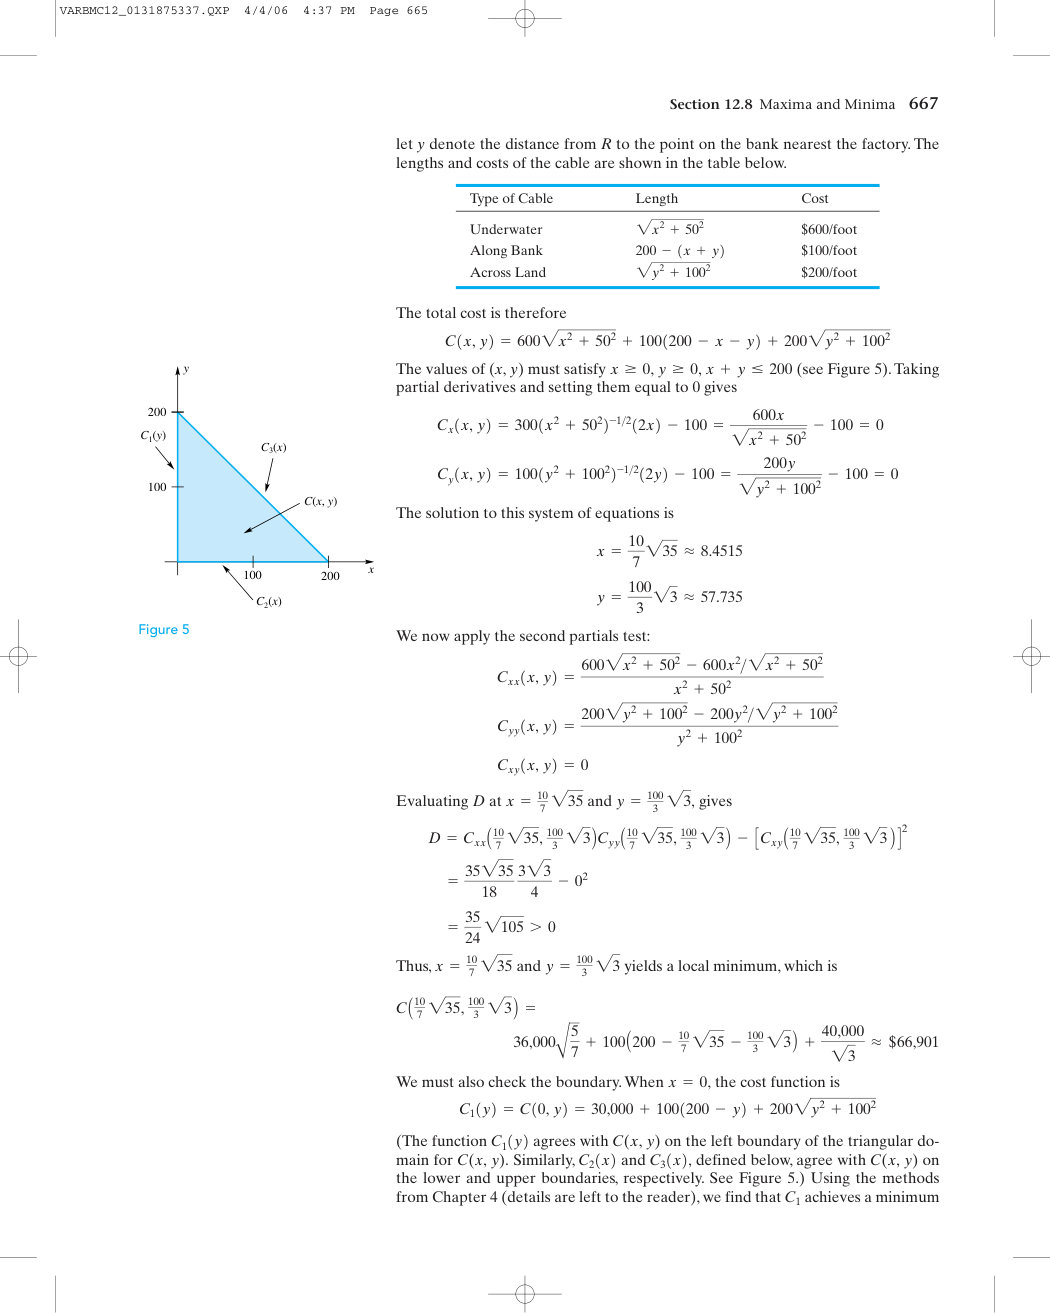 VARBMC12_0131875337.QXP 4/4/06 4:37 PM Page 665
Section 12.8 Maxima and Minima 667
let y denote the distance from R to the point on the bank nearest the factory. The
lengths and costs of the cable are shown in the table below.
Type of Cable Length Cost
Underwater √(x² + 50²) $600/foot
Along Bank 200 − (x + y) $100/foot
Across Land √(y² + 100²) $200/foot
The total cost is therefore
C(x, y) = 600√(x² + 50²) + 100(200 − x − y) + 200√(y² + 100²)
The values of (x, y) must satisfy x ≥ 0, y ≥ 0, x + y ≤ 200 (see Figure 5). Taking
partial derivatives and setting them equal to 0 gives
Cₓ(x, y) = 300(x² + 50²)^(−1/2)(2x) − 100 = 600x/√(x² + 50²) − 100 = 0
C_y(x, y) = 100(y² + 100²)^(−1/2)(2y) − 100 = 200y/√(y² + 100²) − 100 = 0
The solution to this system of equations is
x = 10/7 √35 ≈ 8.4515
y = 100/3 √3 ≈ 57.735
y
200
C₁(y)
C₃(x)
100
C(x, y)
100
200
x
C₂(x)
Figure 5
We now apply the second partials test:
C_xx(x, y) = (600√(x² + 50²) − 600x²/√(x² + 50²))/(x² + 50²)
C_yy(x, y) = (200√(y² + 100²) − 200y²/√(y² + 100²))/(y² + 100²)
C_xy(x, y) = 0
Evaluating D at x = 10/7 √35 and y = 100/3 √3, gives
D = C_xx(10/7 √35, 100/3 √3)C_yy(10/7 √35, 100/3 √3) − [C_xy(10/7 √35, 100/3 √3)]²
= 35√35/18 3√3/4 − 0²
= 35/24 √105 > 0
Thus, x = 10/7 √35 and y = 100/3 √3 yields a local minimum, which is
C(10/7 √35, 100/3 √3) =
36,000√(5/7) + 100(200 − 10/7 √35 − 100/3 √3) + 40,000/√3 ≈ $66,901
We must also check the boundary. When x = 0, the cost function is
C₁(y) = C(0, y) = 30,000 + 100(200 − y) + 200√(y² + 100²)
(The function C₁(y) agrees with C(x, y) on the left boundary of the triangular do-
main for C(x, y). Similarly, C₂(x) and C₃(x), defined below, agree with C(x, y) on
the lower and upper boundaries, respectively. See Figure 5.) Using the methods
from Chapter 4 (details are left to the reader), we find that C₁ achieves a minimum